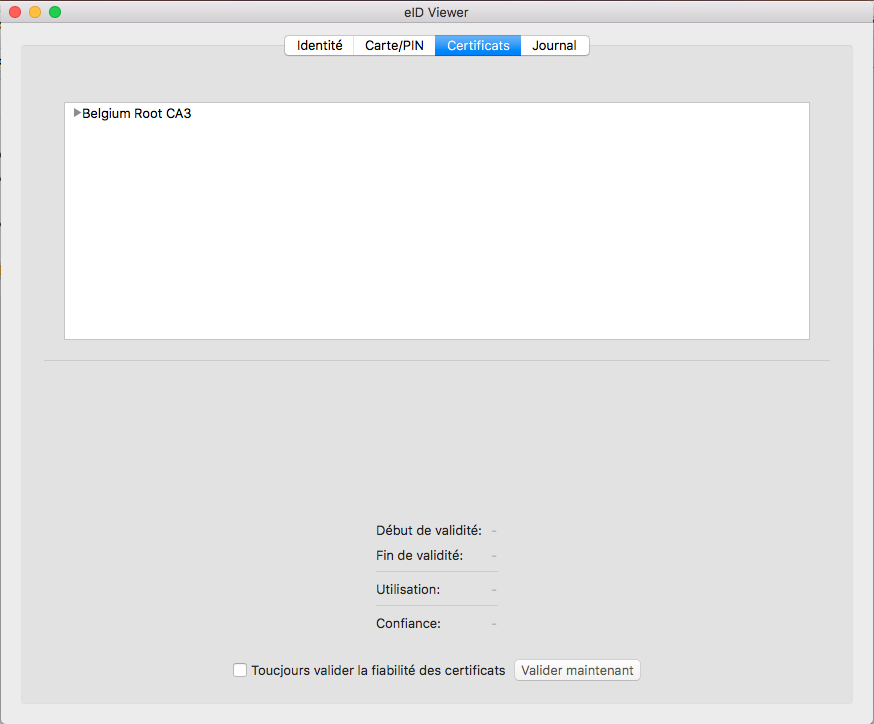 eID Viewer
Identité Carte/PIN Certificats Journal
Belgium Root CA3
Début de validité: -
Fin de validité: -
Utilisation: -
Confiance: -
Toucjours valider la fiabilité des certificats Valider maintenant